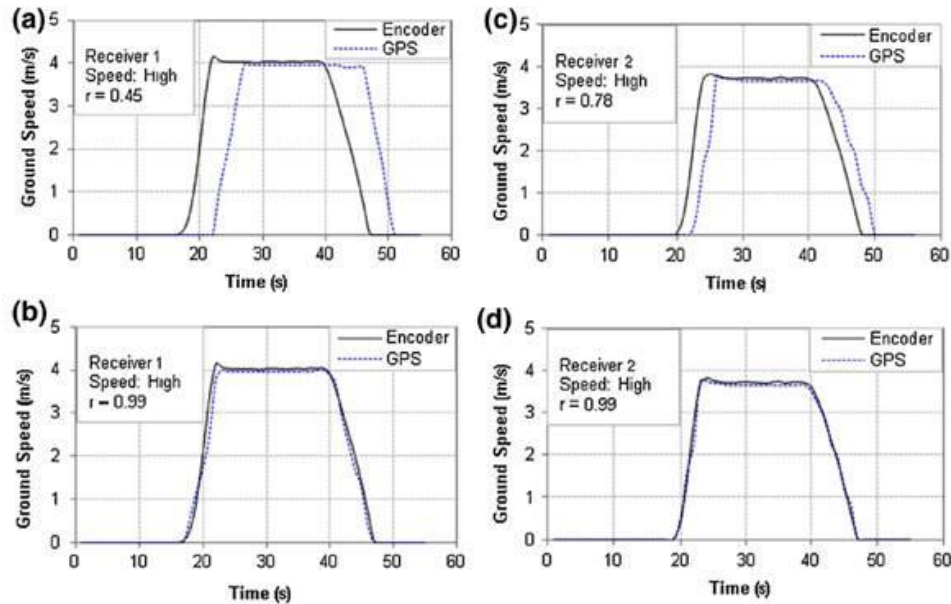 (a)
5
4
3
2
1
0
Ground Speed (m/s)
Receiver 1
Speed: High
r = 0.45
Encoder
GPS
0 10 20 30 40 50 60
Time (s)
(c)
5
4
3
2
1
0
Ground Speed (m/s)
Receiver 2
Speed: High
r = 0.78
Encoder
GPS
0 10 20 30 40 50 60
Time (s)
(b)
5
4
3
2
1
0
Ground Speed (m/s)
Receiver 1
Speed: High
r = 0.99
Encoder
GPS
0 10 20 30 40 50 60
Time (s)
(d)
5
4
3
2
1
0
Ground Speed (m/s)
Receiver 2
Speed: High
r = 0.99
Encoder
GPS
0 10 20 30 40 50 60
Time (s)